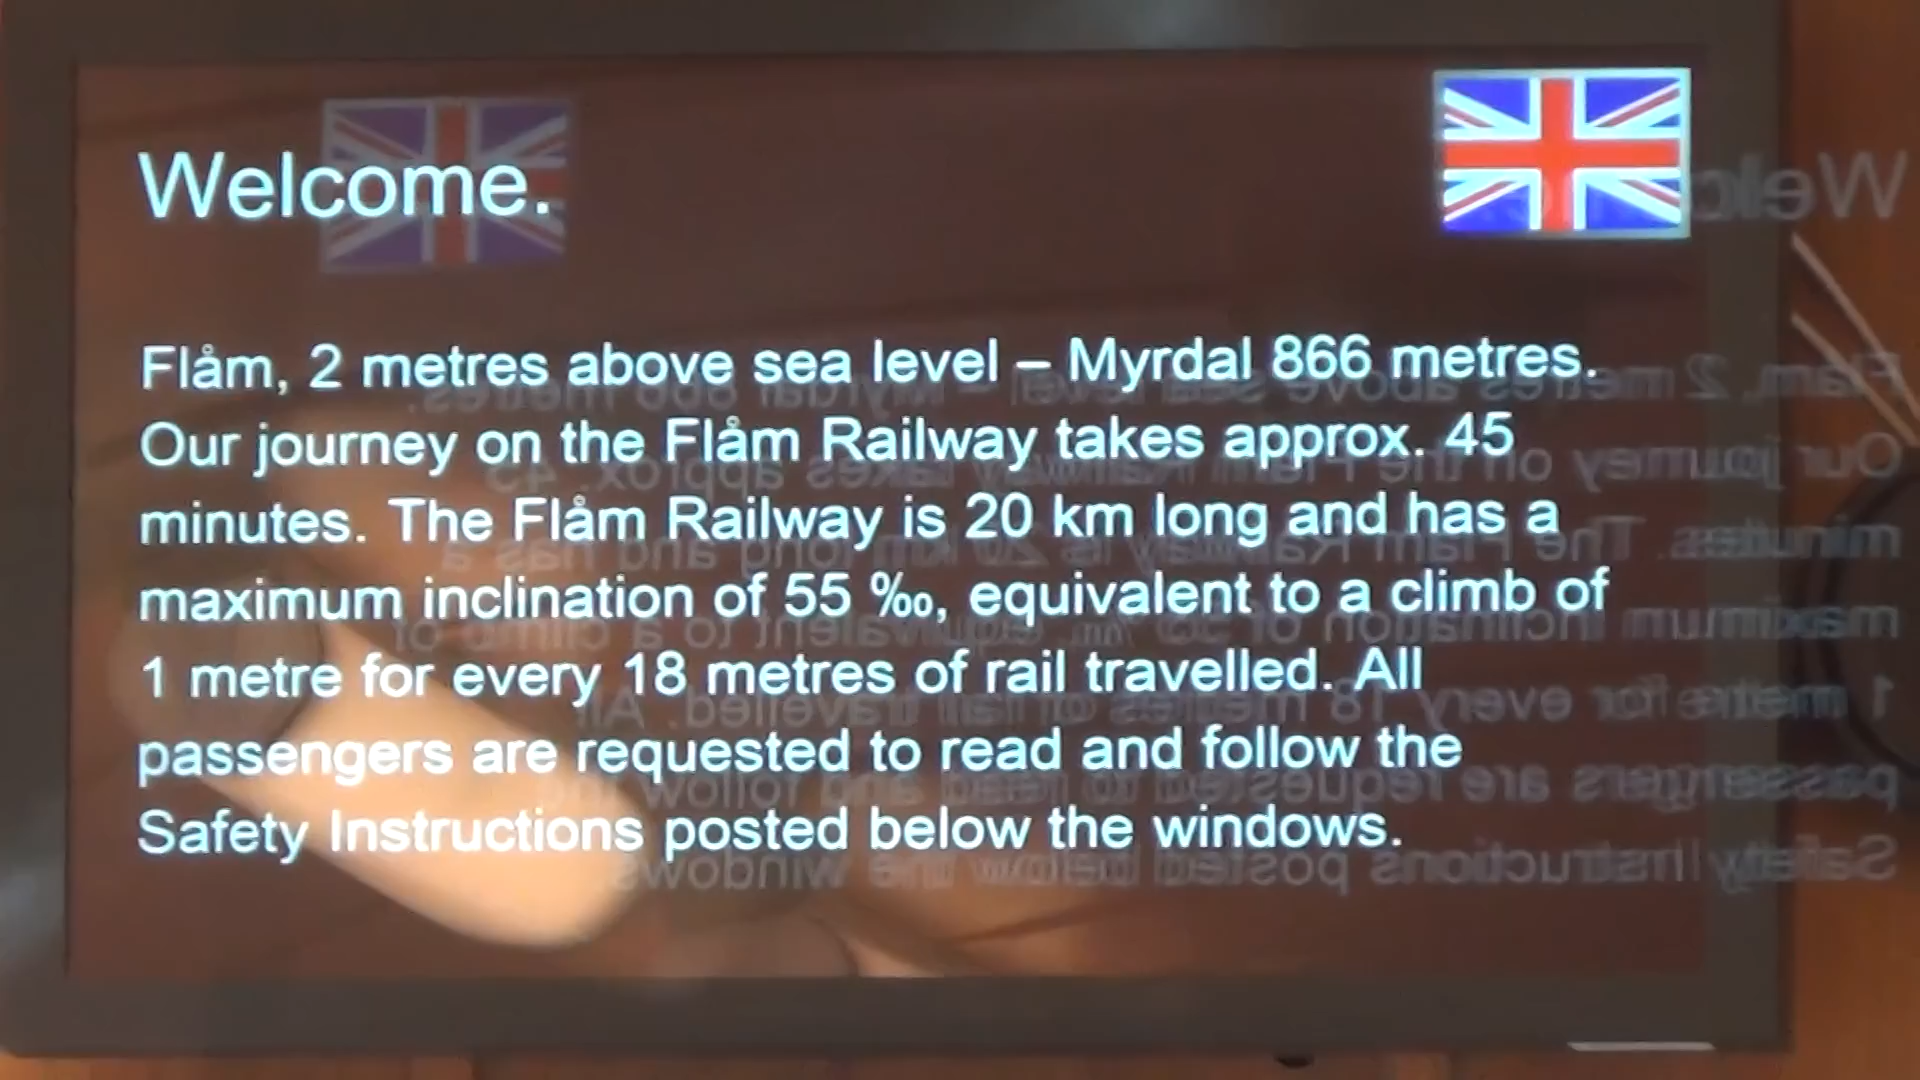 Welcome.
Flåm, 2 metres above sea level – Myrdal 866 metres.
Our journey on the Flåm Railway takes approx. 45
minutes. The Flåm Railway is 20 km long and has a
maximum inclination of 55 ‰, equivalent to a climb of
1 metre for every 18 metres of rail travelled. All
passengers are requested to read and follow the
Safety Instructions posted below the windows.